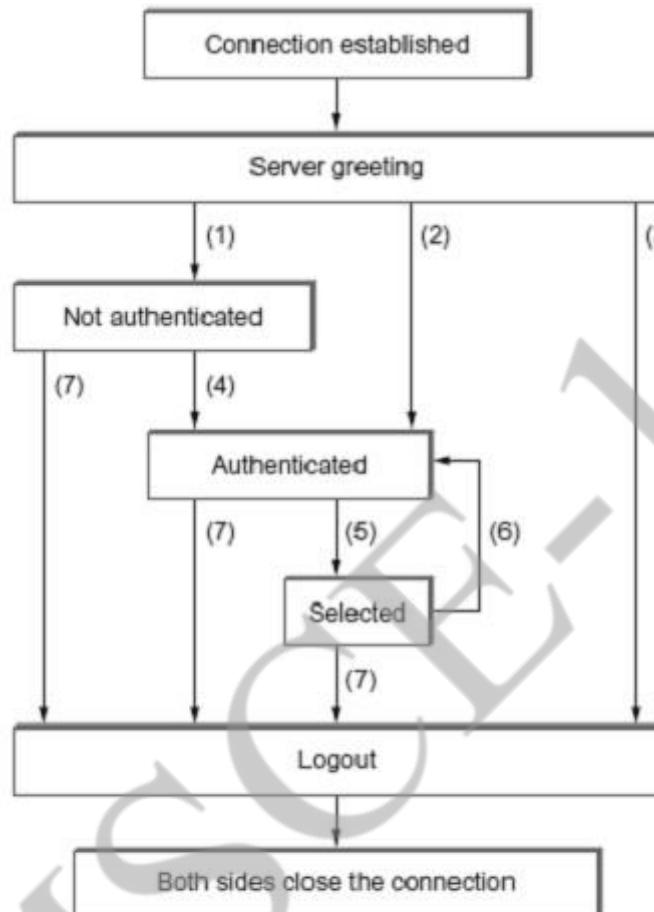 Connection established
Server greeting
(1)
(2)
Not authenticated
(7)
(4)
Authenticated
(7)
(5)
(6)
Selected
(7)
Logout
Both sides close the connection